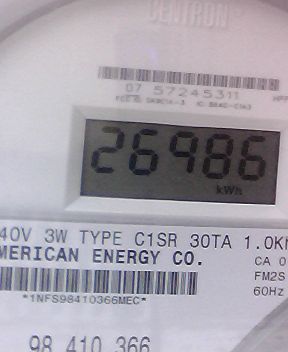 CENTRON
07 57245311
26986
kWh
40V 3W TYPE C1SR 30TA 1.0K
MERICAN ENERGY CO.
CA 0
FM2S
60Hz
*1NFS98410366MEC*
98 410 366